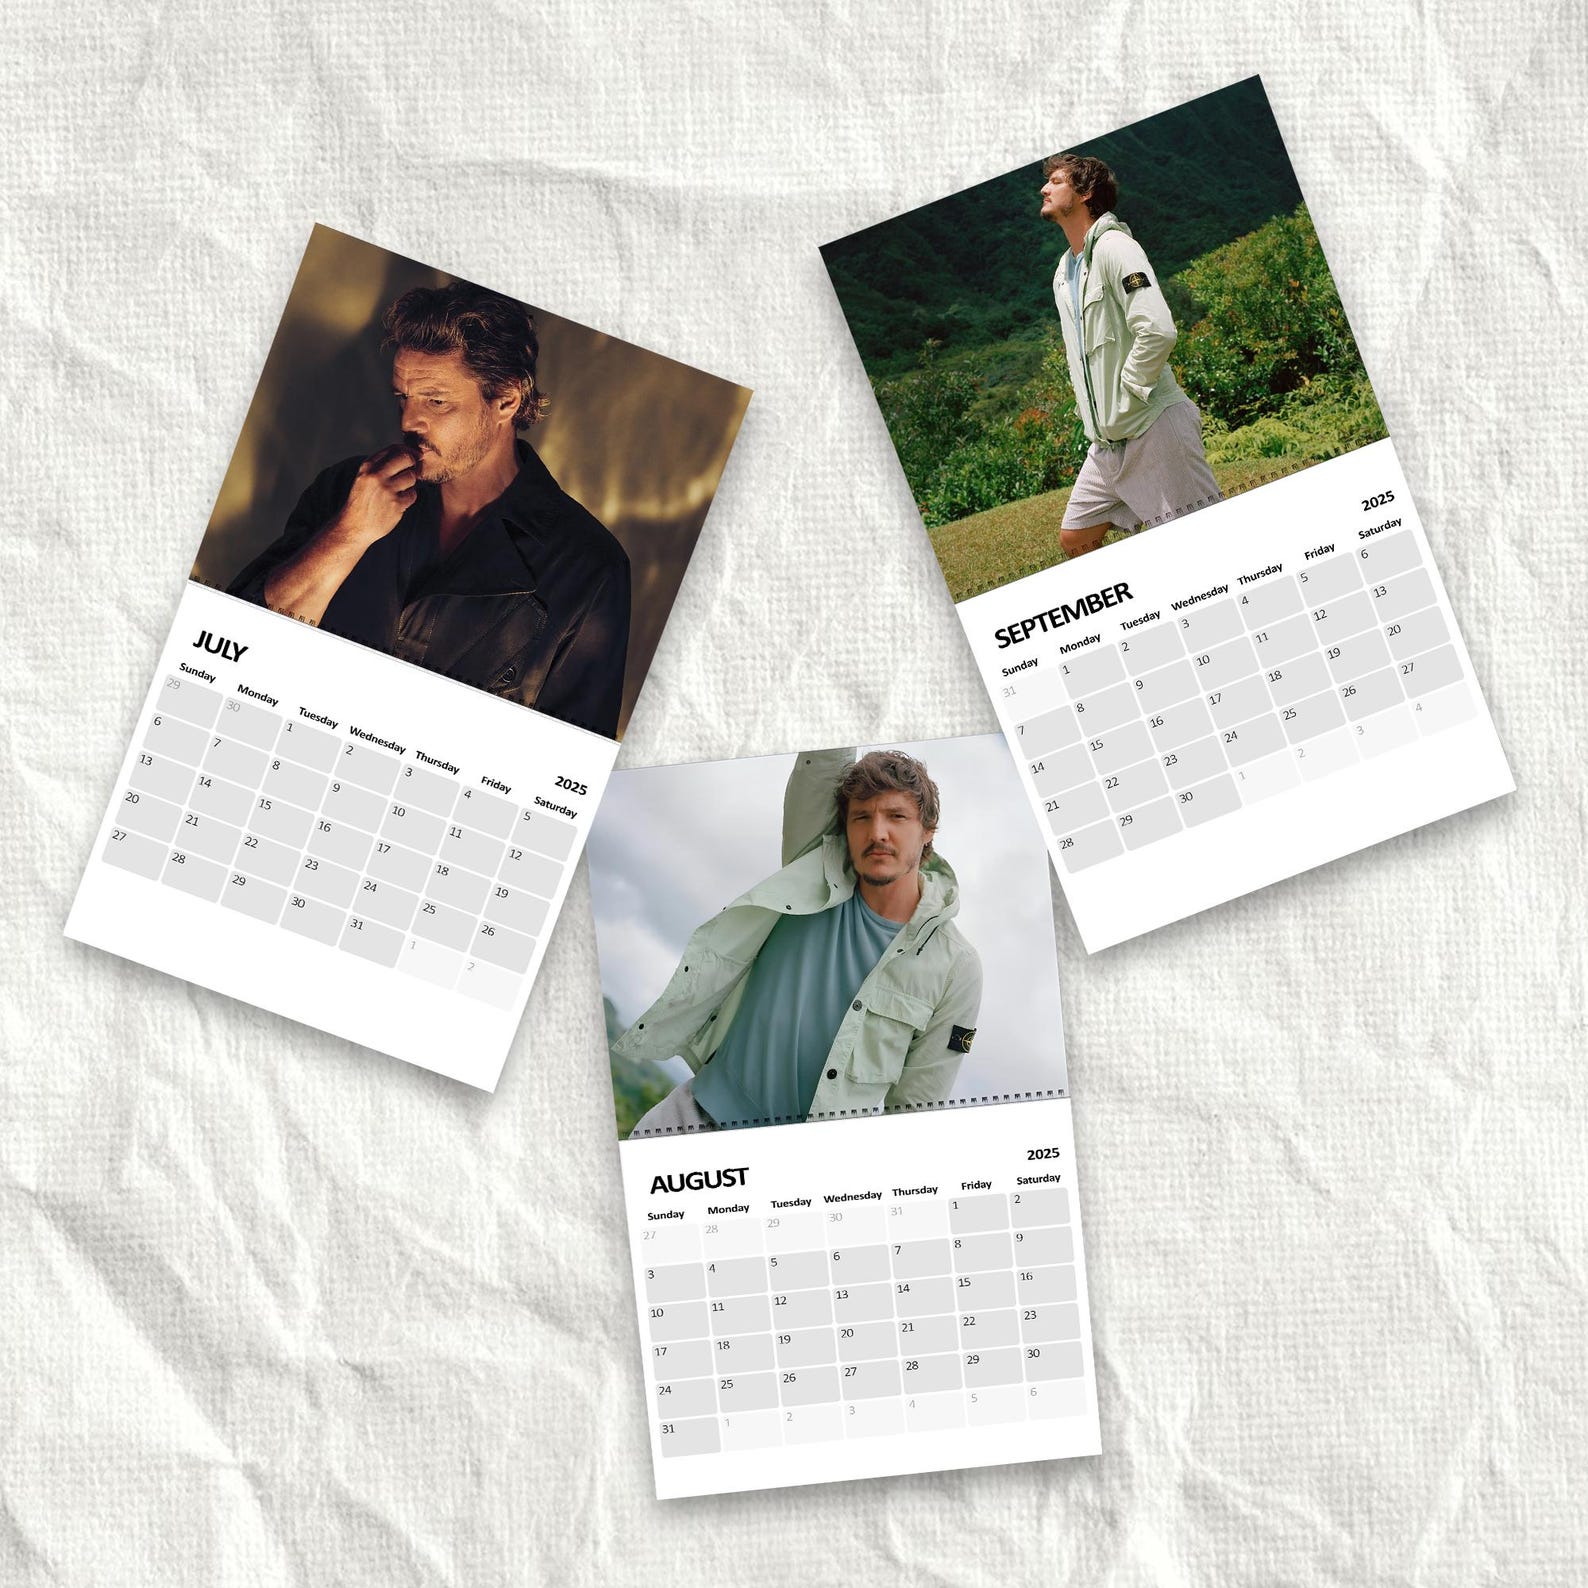 JULY
2025
Sunday Monday Tuesday Wednesday Thursday Friday Saturday
29 30 1 2 3 4 5
6 7 8 9 10 11 12
13 14 15 16 17 18 19
20 21 22 23 24 25 26
27 28 29 30 31 1 2
SEPTEMBER
2025
Sunday Monday Tuesday Wednesday Thursday Friday Saturday
31 1 2 3 4 5 6
7 8 9 10 11 12 13
14 15 16 17 18 19 20
21 22 23 24 25 26 27
28 29 30 1 2 3 4
AUGUST
2025
Sunday Monday Tuesday Wednesday Thursday Friday Saturday
27 28 29 30 31 1 2
3 4 5 6 7 8 9
10 11 12 13 14 15 16
17 18 19 20 21 22 23
24 25 26 27 28 29 30
31 1 2 3 4 5 6